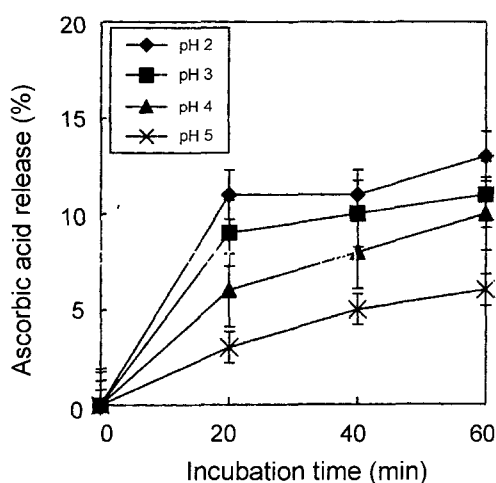 20
15
10
5
0
Ascorbic acid release (%)
pH 2
pH 3
pH 4
pH 5
0 20 40 60
Incubation time (min)